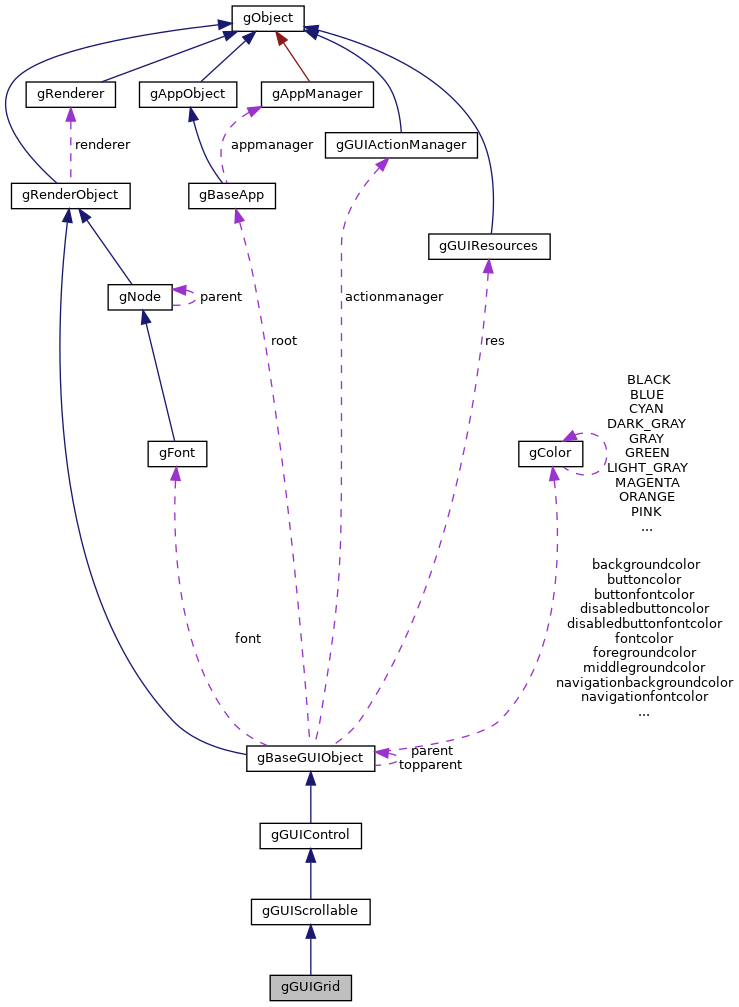 gObject
gRenderer
gAppObject
gAppManager
renderer
appmanager
gGUIActionManager
gRenderObject
gBaseApp
gGUIResources
gNode
parent
actionmanager
root
res
BLACK
BLUE
CYAN
DARK_GRAY
GRAY
GREEN
LIGHT_GRAY
MAGENTA
ORANGE
PINK
...
gFont
gColor
backgroundcolor
buttoncolor
buttonfontcolor
disabledbuttoncolor
disabledbuttonfontcolor
fontcolor
foregroundcolor
middlegroundcolor
navigationbackgroundcolor
navigationfontcolor
...
font
gBaseGUIObject
parent
topparent
gGUIControl
gGUIScrollable
gGUIGrid